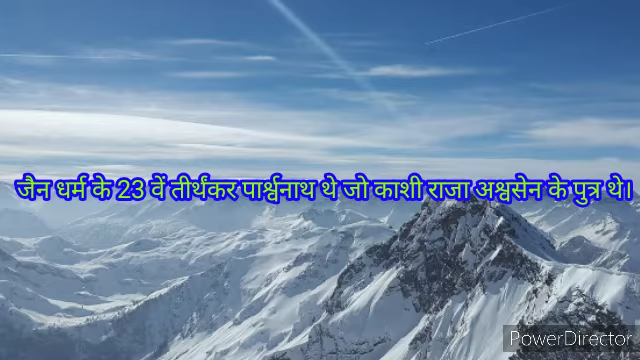 जैन धर्म के 23 वें तीर्थंकर पार्श्वनाथ थे जो काशी राजा अश्वसेन के पुत्र थे।
PowerDirector